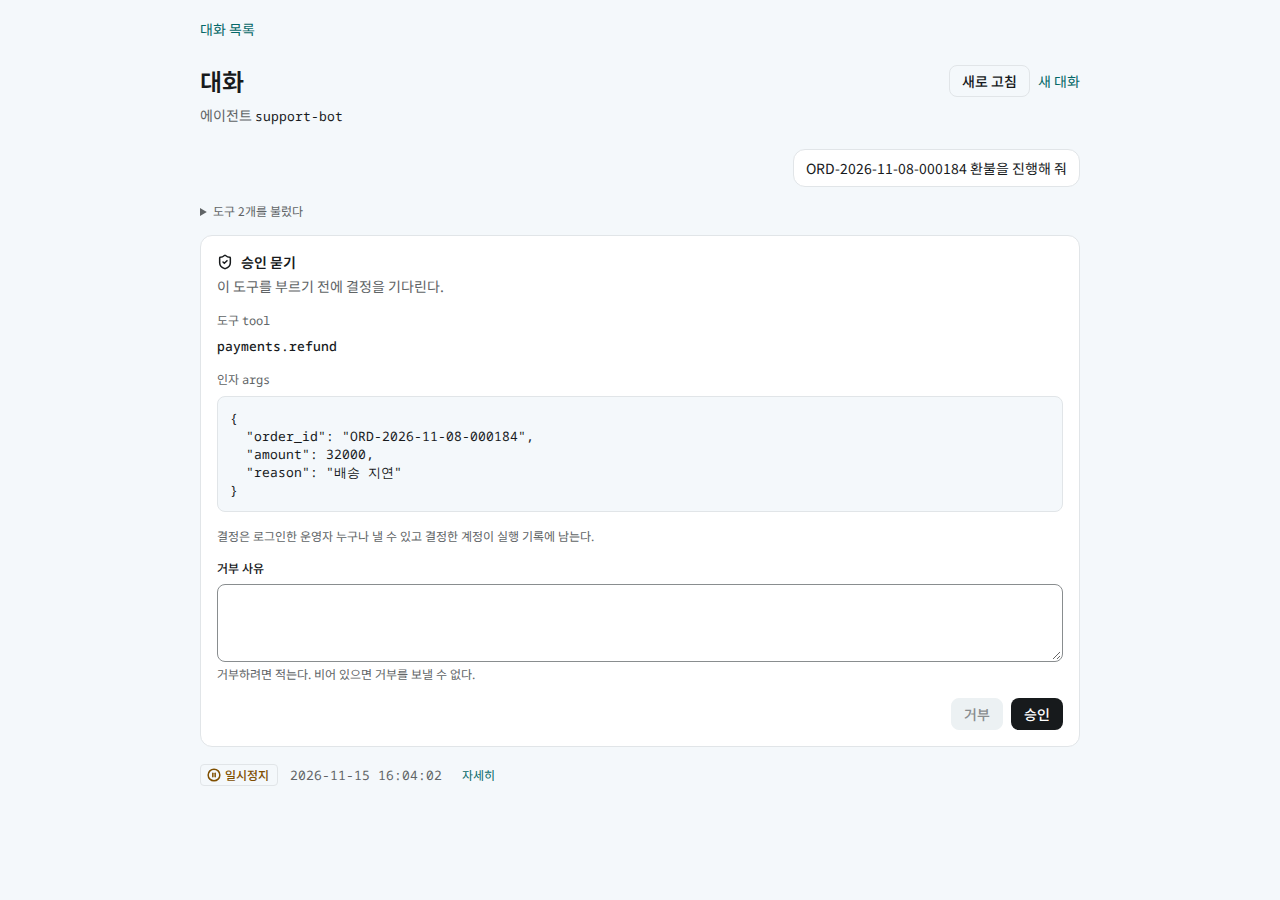 대화 목록
대화
새로 고침
새 대화
에이전트 support-bot
ORD-2026-11-08-000184 환불을 진행해 줘
도구 2개를 불렀다
승인 묻기
이 도구를 부르기 전에 결정을 기다린다.
도구 tool
payments.refund
인자 args
{
"order_id": "ORD-2026-11-08-000184",
"amount": 32000,
"reason": "배송 지연"
}
결정은 로그인한 운영자 누구나 낼 수 있고 결정한 계정이 실행 기록에 남는다.
거부 사유
거부하려면 적는다. 비어 있으면 거부를 보낼 수 없다.
거부
승인
일시정지 2026-11-15 16:04:02 자세히